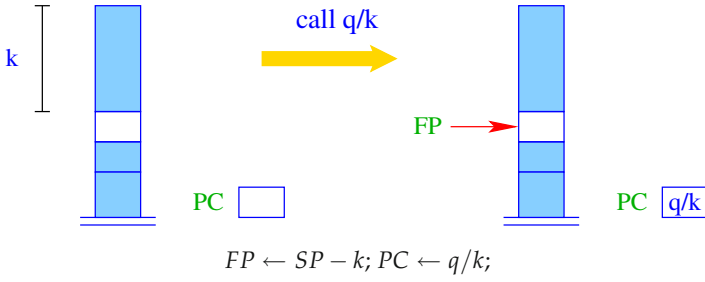 call q/k
k
FP
PC
PC q/k
FP ← SP − k; PC ← q/k;